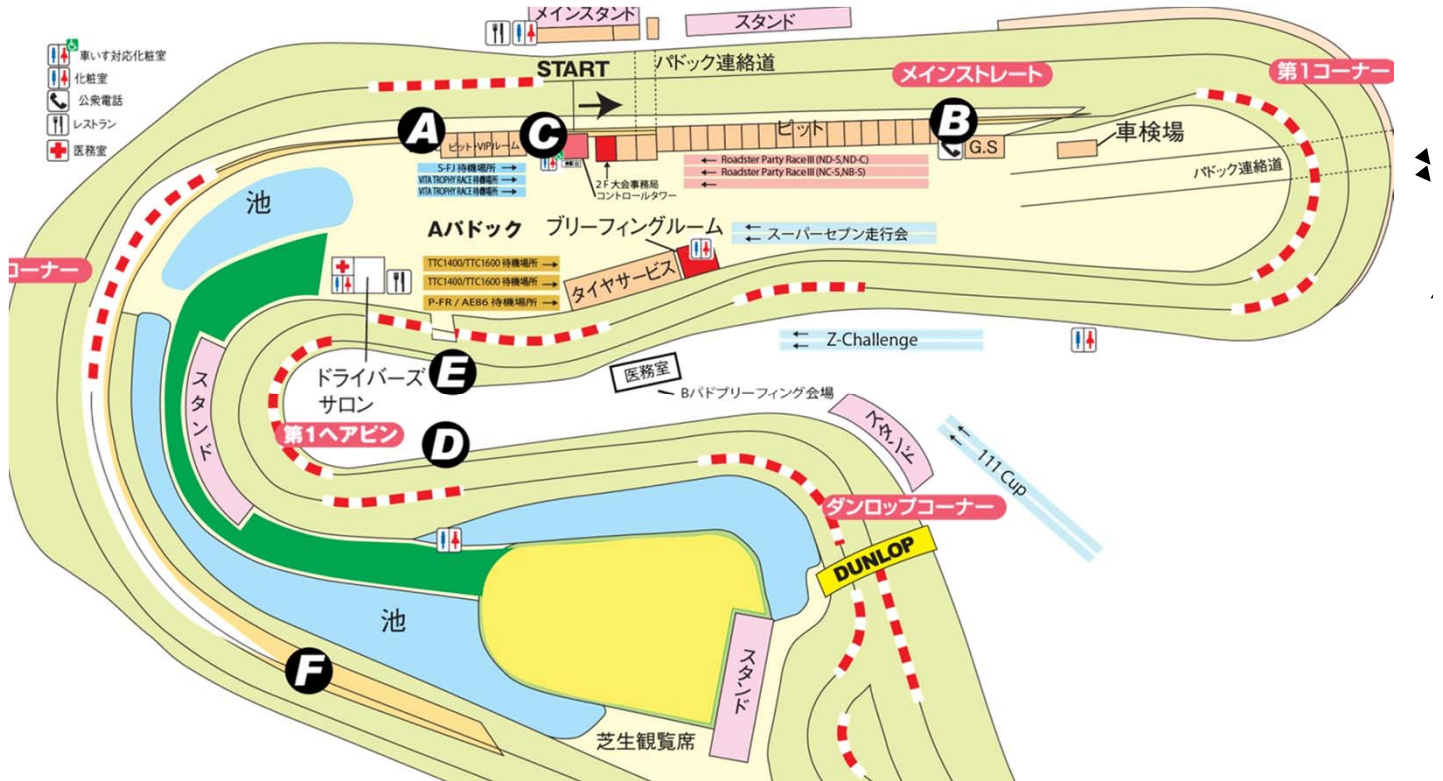 メインスタンド
スタンド
車いす対応化粧室
化粧室
公衆電話
レストラン
医務室
START
パドック連絡道
メインストレート
第1コーナー
A
C
B
ピット・VIPルーム
ピット
G.S
車検場
S-FJ 待機場所 →
VITA TROPHY RACE 待機場所 →
VITA TROPHY RACE 待機場所 →
2F 大会事務局
コントロールタワー
← Roadster Party RaceIII (ND-S,ND-C)
← Roadster Party RaceIII (NC-S,NB-S)
←
パドック連絡道
池
Aパドック
ブリーフィングルーム
← スーパーセブン走行会
コーナー
TTC1400/TTC1600 待機場所 →
TTC1400/TTC1600 待機場所 →
P-FR / AE86 待機場所 →
タイヤサービス
← Z-Challenge
ドライバーズ
サロン
E
医務室
Bパドブリーフィング会場
スタンド
第1ヘアピン
D
スタンド
111 Cup
ダンロップコーナー
DUNLOP
池
F
スタンド
芝生観覧席